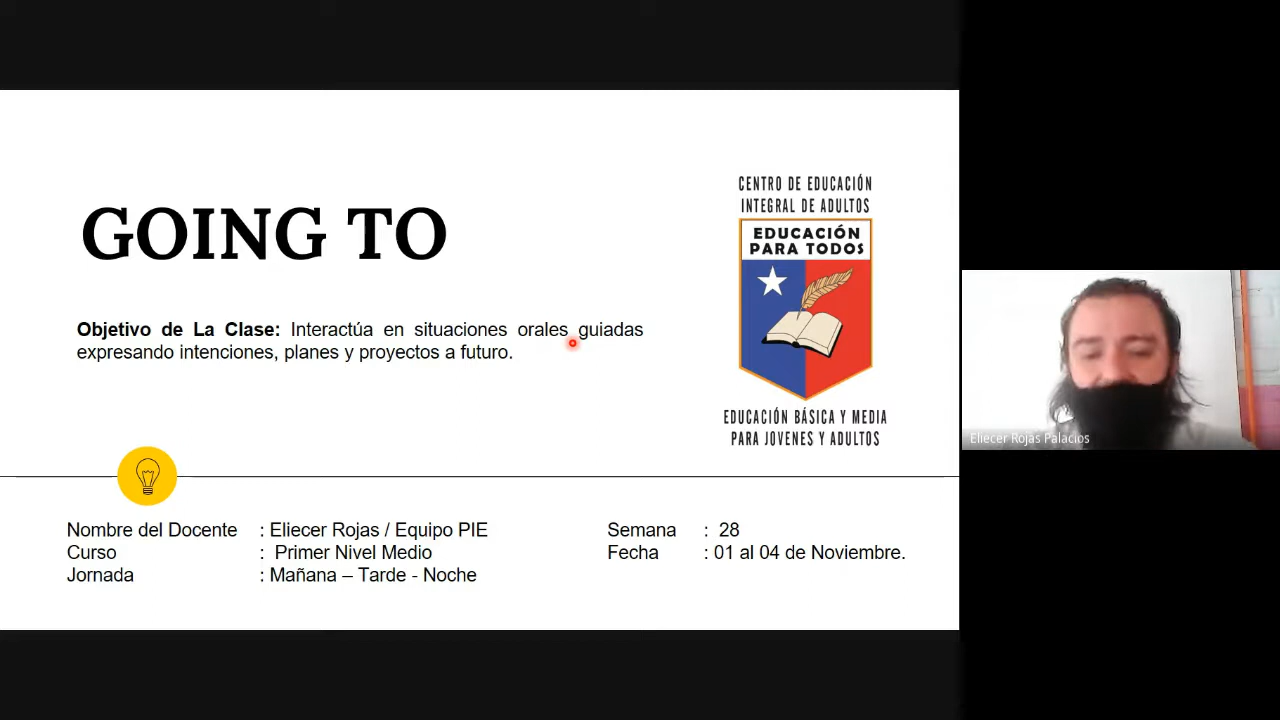 CENTRO DE EDUCACIÓN
INTEGRAL DE ADULTOS
EDUCACIÓN
PARA TODOS
GOING TO
Objetivo de La Clase: Interactúa en situaciones orales guiadas
expresando intenciones, planes y proyectos a futuro.
EDUCACIÓN BÁSICA Y MEDIA
PARA JOVENES Y ADULTOS
Eliecer Rojas Palacios
Nombre del Docente : Eliecer Rojas / Equipo PIE
Curso : Primer Nivel Medio
Jornada : Mañana – Tarde - Noche
Semana : 28
Fecha : 01 al 04 de Noviembre.